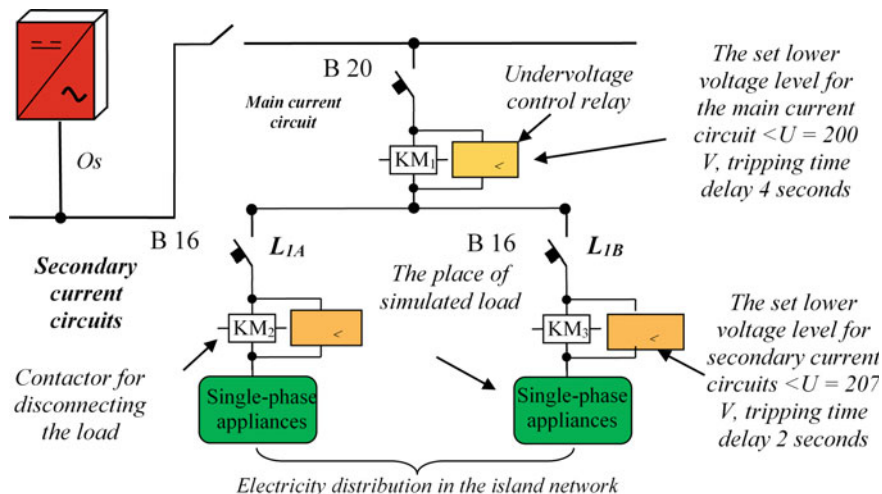 B 20
Main current
circuit
Undervoltage
control relay
The set lower
voltage level for
the main current
circuit <U = 200
V, tripping time
delay 4 seconds
Os
KM1
<
B 16
L1A
B 16
L1B
Secondary
current
circuits
The place of
simulated load
KM2
<
KM3
<
The set lower
voltage level for
secondary current
circuits <U = 207
V, tripping time
delay 2 seconds
Contactor for
disconnecting
the load
Single-phase
appliances
Single-phase
appliances
Electricity distribution in the island network